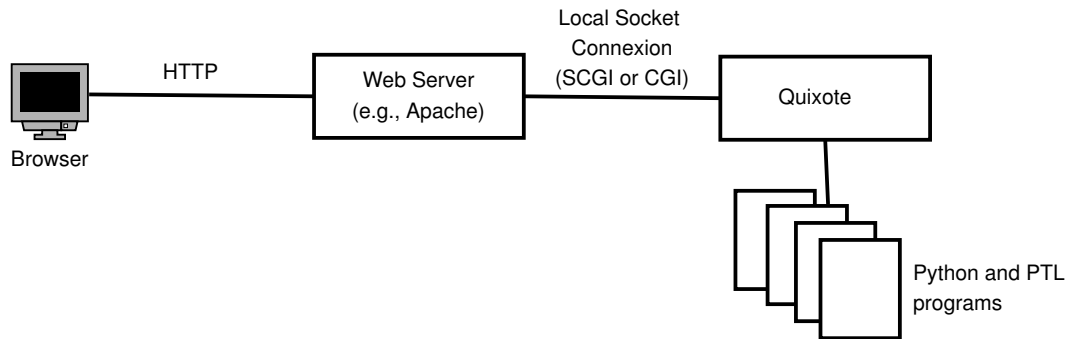 Local Socket
Connexion
(SCGI or CGI)
HTTP
Web Server
(e.g., Apache)
Quixote
Browser
Python and PTL
programs